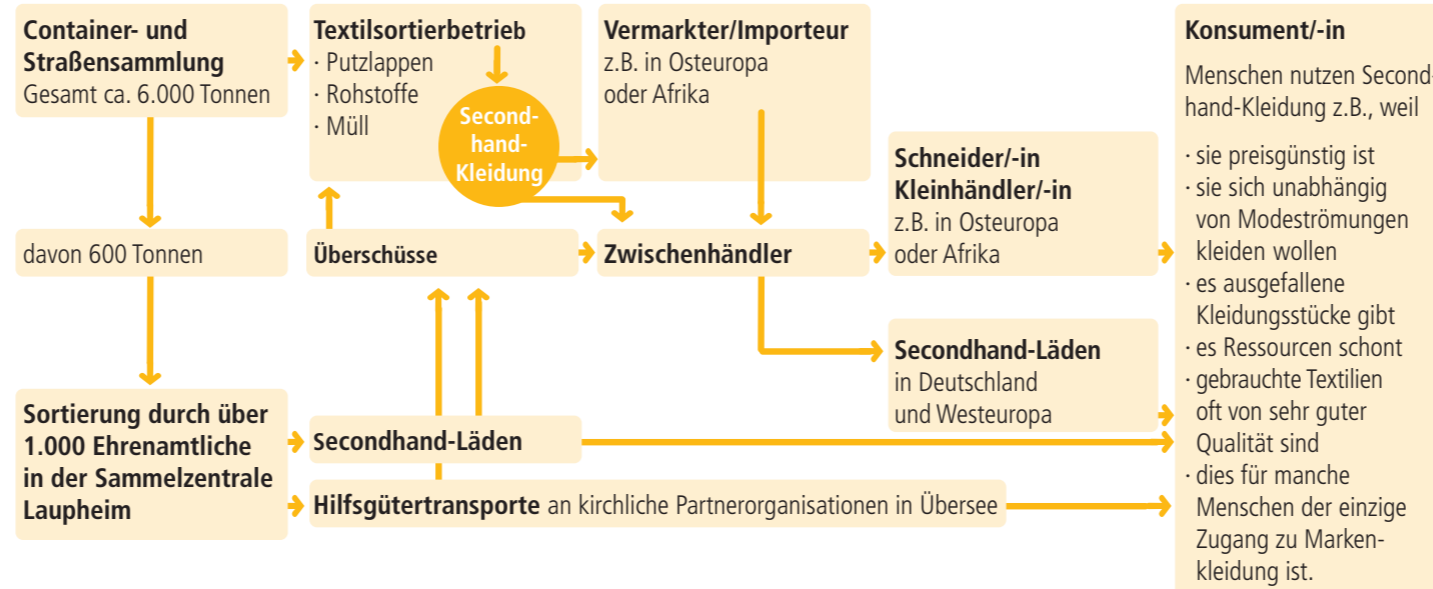 Container- und
Straßensammlung
Gesamt ca. 6.000 Tonnen
Textilsortierbetrieb
· Putzlappen
· Rohstoffe
· Müll
Second-
hand-
Kleidung
Vermarkter/Importeur
z.B. in Osteuropa
oder Afrika
Schneider/-in
Kleinhändler/-in
z.B. in Osteuropa
oder Afrika
davon 600 Tonnen
Überschüsse
Zwischenhändler
Secondhand-Läden
in Deutschland
und Westeuropa
Sortierung durch über
1.000 Ehrenamtliche
in der Sammelzentrale
Laupheim
Secondhand-Läden
Hilfsgütertransporte an kirchliche Partnerorganisationen in Übersee
Konsument/-in
Menschen nutzen Second-
hand-Kleidung z.B., weil
· sie preisgünstig ist
· sie sich unabhängig
von Modeströmungen
kleiden wollen
· es ausgefallene
Kleidungsstücke gibt
· es Ressourcen schont
· gebrauchte Textilien
oft von sehr guter
Qualität sind
· dies für manche
Menschen der einzige
Zugang zu Marken-
kleidung ist.